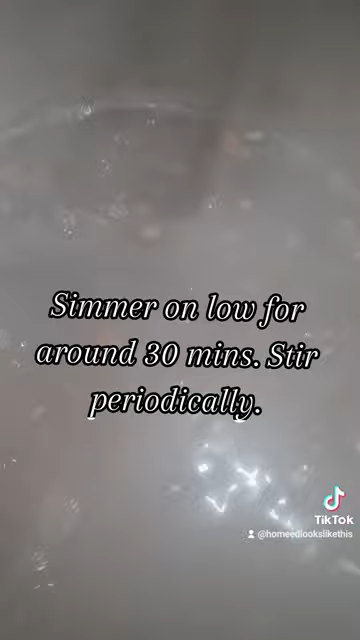 Simmer on low for
around 30 mins. Stir
periodically.
TikTok
@homeedlookslikethis